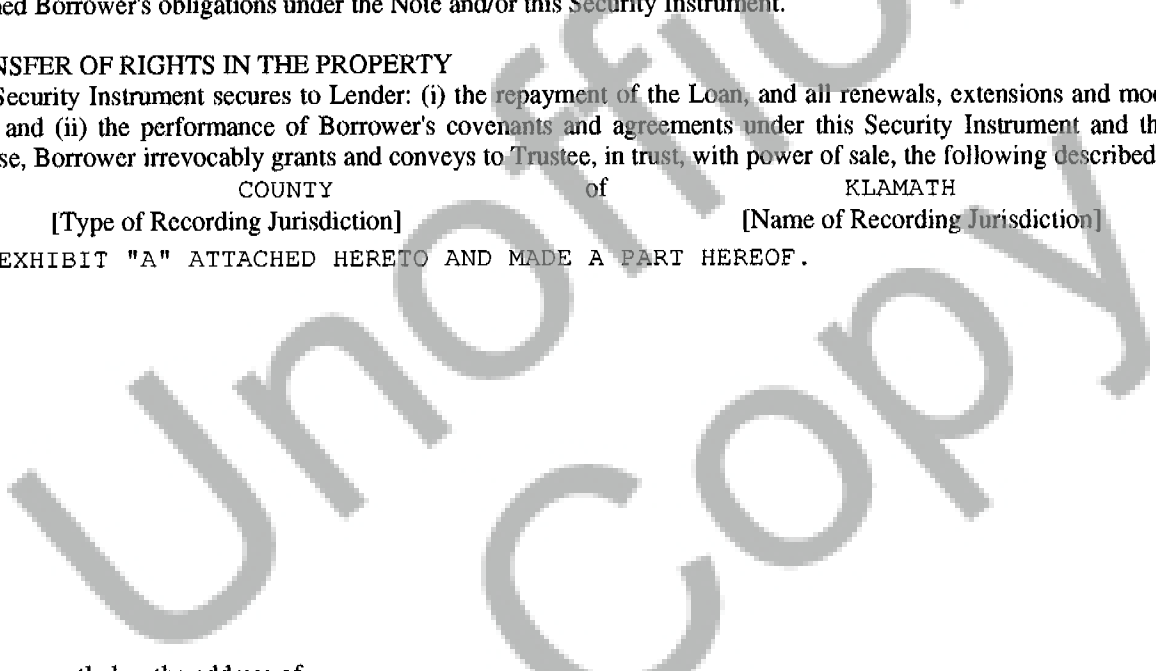 ned Borrower's obligations under the Note and/or this Security Instrument.
NSFER OF RIGHTS IN THE PROPERTY
Security Instrument secures to Lender: (i) the repayment of the Loan, and all renewals, extensions and mod
and (ii) the performance of Borrower's covenants and agreements under this Security Instrument and th
se, Borrower irrevocably grants and conveys to Trustee, in trust, with power of sale, the following described
COUNTY of KLAMATH
[Type of Recording Jurisdiction] [Name of Recording Jurisdiction]
EXHIBIT "A" ATTACHED HERETO AND MADE A PART HEREOF.
Unoffic
Copy
the address of